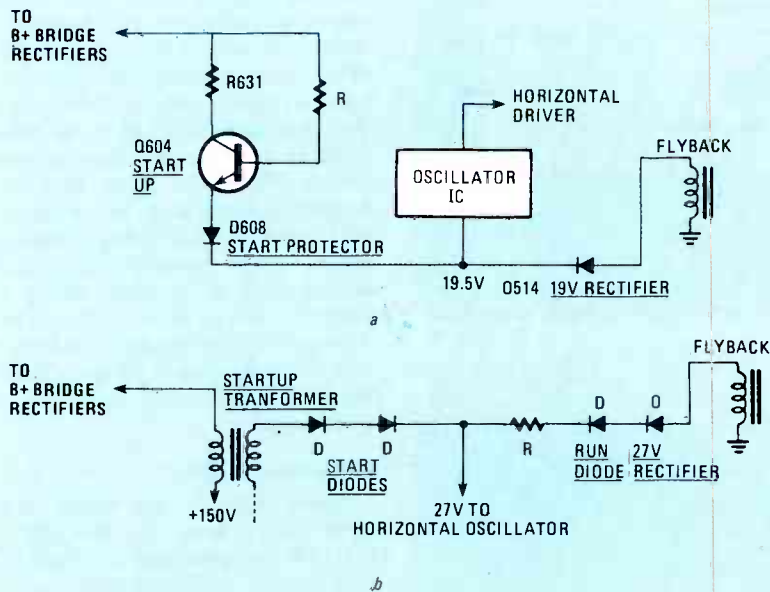 TO
B+ BRIDGE
RECTIFIERS
R631
R
Q604
START
UP
HORIZONTAL
DRIVER
OSCILLATOR
IC
FLYBACK
D608
START PROTECTOR
19.5V
O514 19V RECTIFIER
a
TO
B+ BRIDGE
RECTIFIERS
STARTUP
TRANFORMER
FLYBACK
D
D
START
DIODES
R
D
O
RUN
DIODE
27V
RECTIFIER
+150V
27V TO
HORIZONTAL OSCILLATOR
b